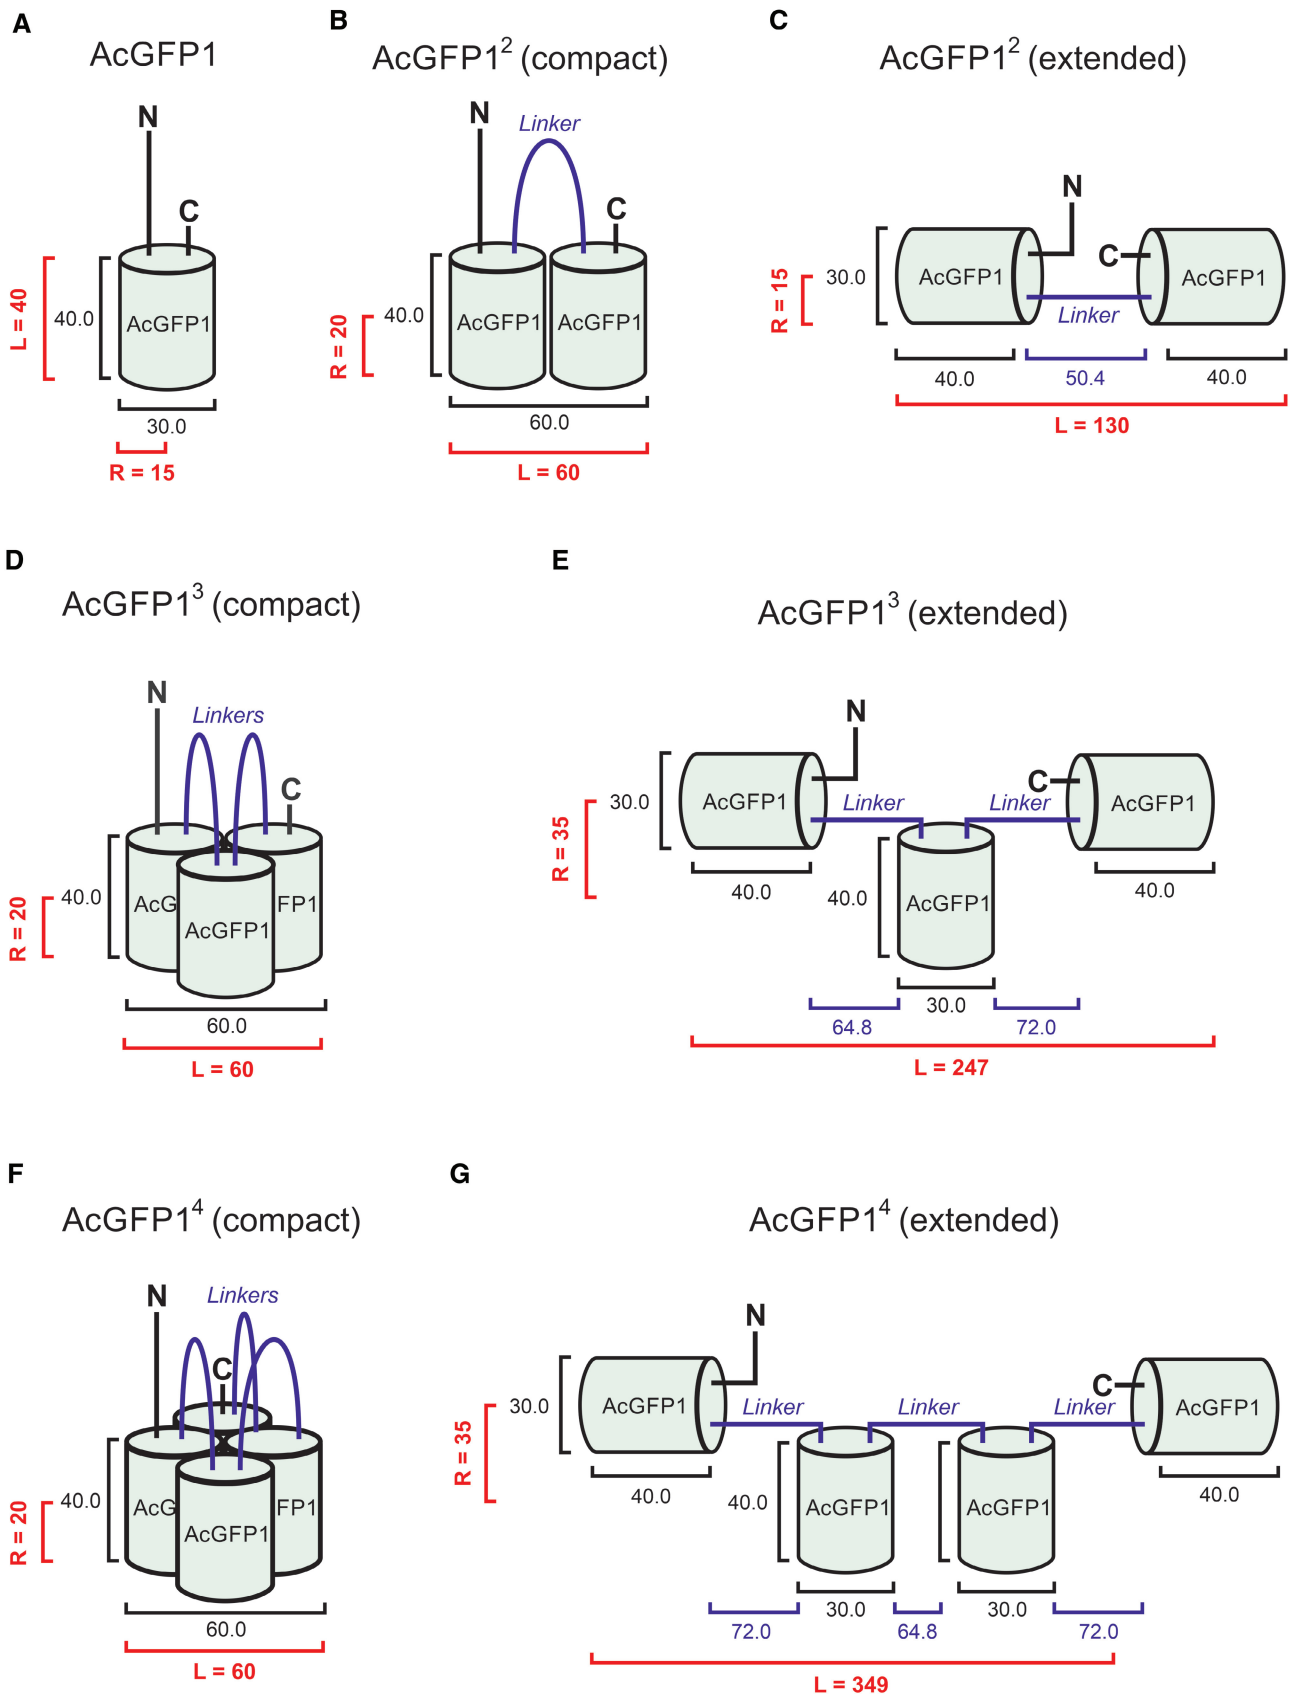 A
AcGFP1
N
C
L = 40
40.0
AcGFP1
30.0
R = 15
B
AcGFP1² (compact)
N
Linker
C
R = 20
40.0
AcGFP1
AcGFP1
60.0
L = 60
C
AcGFP1² (extended)
N
C
R = 15
30.0
AcGFP1
AcGFP1
Linker
40.0
50.4
40.0
L = 130
D
AcGFP1³ (compact)
N
Linkers
C
R = 20
40.0
AcG
FP1
AcGFP1
60.0
L = 60
E
AcGFP1³ (extended)
N
C
R = 35
30.0
AcGFP1
Linker
Linker
AcGFP1
40.0
40.0
AcGFP1
40.0
30.0
64.8
72.0
L = 247
F
AcGFP1⁴ (compact)
N
Linkers
C
R = 20
40.0
AcG
FP1
AcGFP1
60.0
L = 60
G
AcGFP1⁴ (extended)
N
C
R = 35
30.0
AcGFP1
Linker
Linker
Linker
AcGFP1
40.0
40.0
AcGFP1
AcGFP1
40.0
30.0
30.0
72.0
64.8
72.0
L = 349